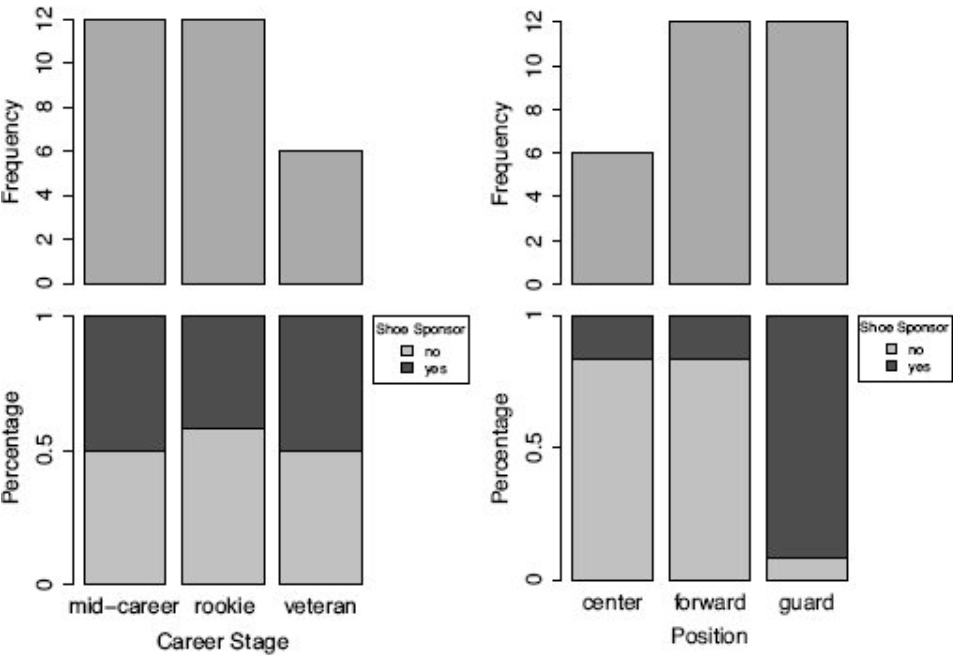 Frequency
12
10
8
6
4
2
0
Percentage
1
0.5
0
mid-career rookie veteran
Career Stage
Shoe Sponsor
no
yes
Frequency
12
10
8
6
4
2
0
Percentage
1
0.5
0
center forward guard
Position
Shoe Sponsor
no
yes